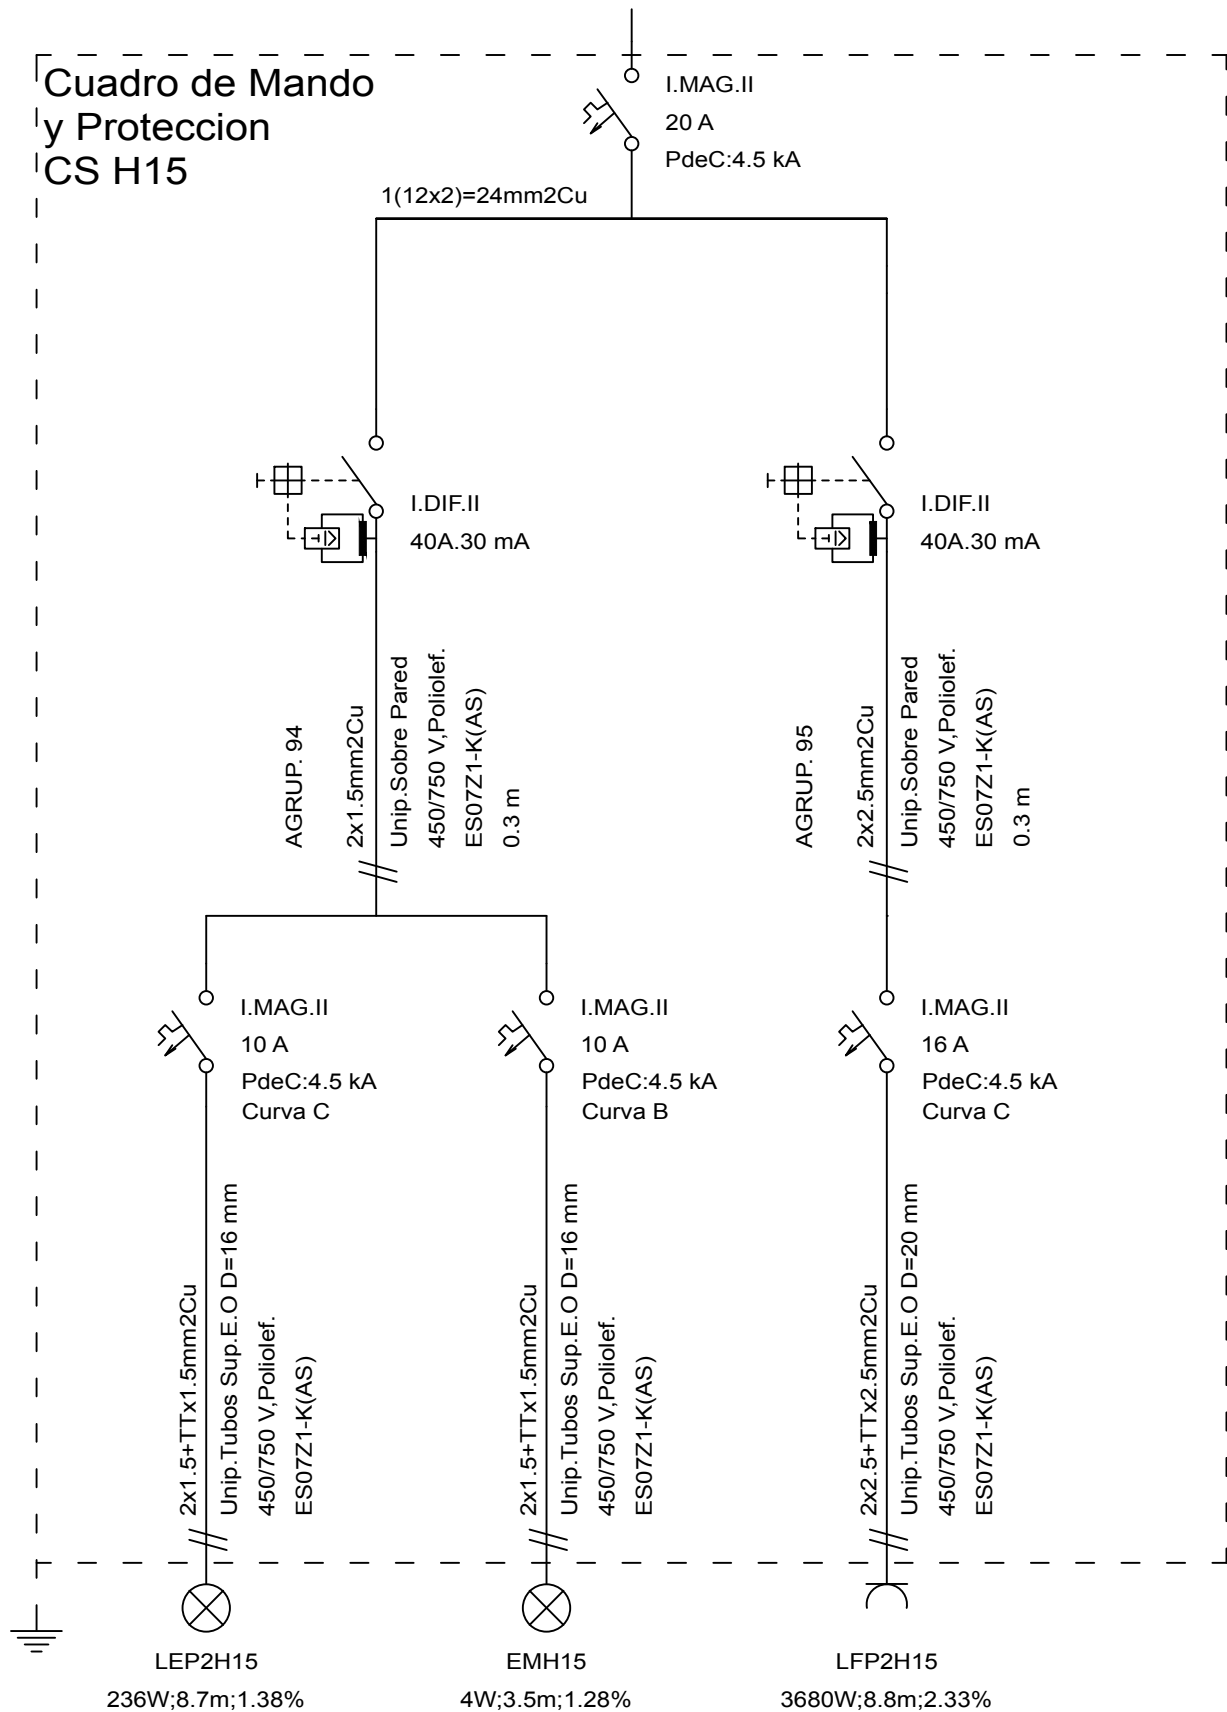 Cuadro de Mando
y Proteccion
CS H15
I.MAG.II
20 A
PdeC:4.5 kA
1(12x2)=24mm2Cu
I.DIF.II
40A.30 mA
I.DIF.II
40A.30 mA
AGRUP. 94
2x1.5mm2Cu
Unip.Sobre Pared
450/750 V,Poliolef.
ES07Z1-K(AS)
0.3 m
AGRUP. 95
2x2.5mm2Cu
Unip.Sobre Pared
450/750 V,Poliolef.
ES07Z1-K(AS)
0.3 m
I.MAG.II
10 A
PdeC:4.5 kA
Curva C
I.MAG.II
10 A
PdeC:4.5 kA
Curva B
I.MAG.II
16 A
PdeC:4.5 kA
Curva C
2x1.5+TTx1.5mm2Cu
Unip.Tubos Sup.E.O D=16 mm
450/750 V,Poliolef.
ES07Z1-K(AS)
2x1.5+TTx1.5mm2Cu
Unip.Tubos Sup.E.O D=16 mm
450/750 V,Poliolef.
ES07Z1-K(AS)
2x2.5+TTx2.5mm2Cu
Unip.Tubos Sup.E.O D=20 mm
450/750 V,Poliolef.
ES07Z1-K(AS)
LEP2H15
236W;8.7m;1.38%
EMH15
4W;3.5m;1.28%
LFP2H15
3680W;8.8m;2.33%